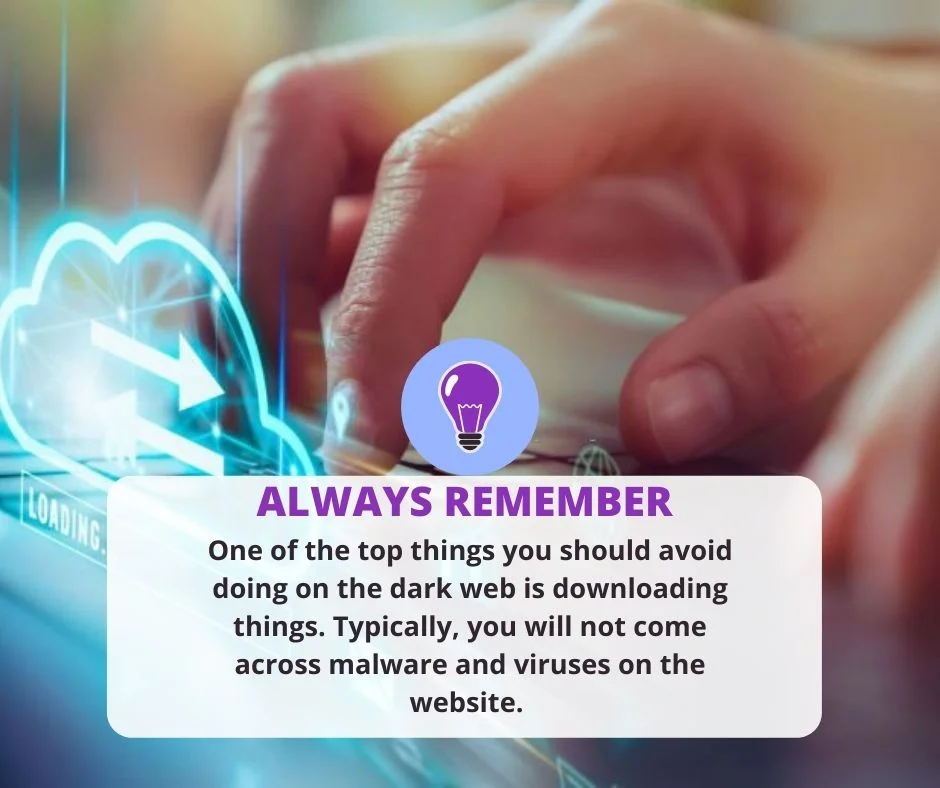 LOADING.
ALWAYS REMEMBER
One of the top things you should avoid
doing on the dark web is downloading
things. Typically, you will not come
across malware and viruses on the
website.